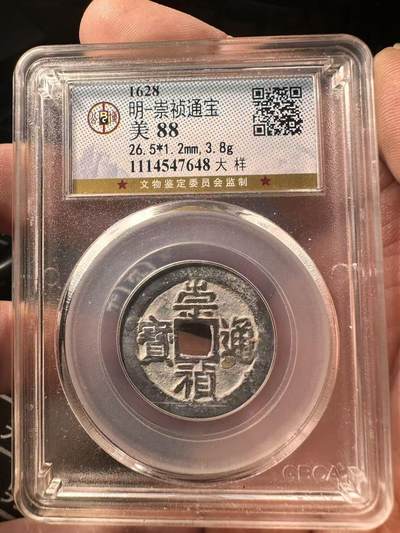 1628
明-崇祯通宝
美 88
26.5*1.2mm,3.8g
1114547648 大样
★ 文物鉴定委员会监制 ★
崇
寶 通
禎